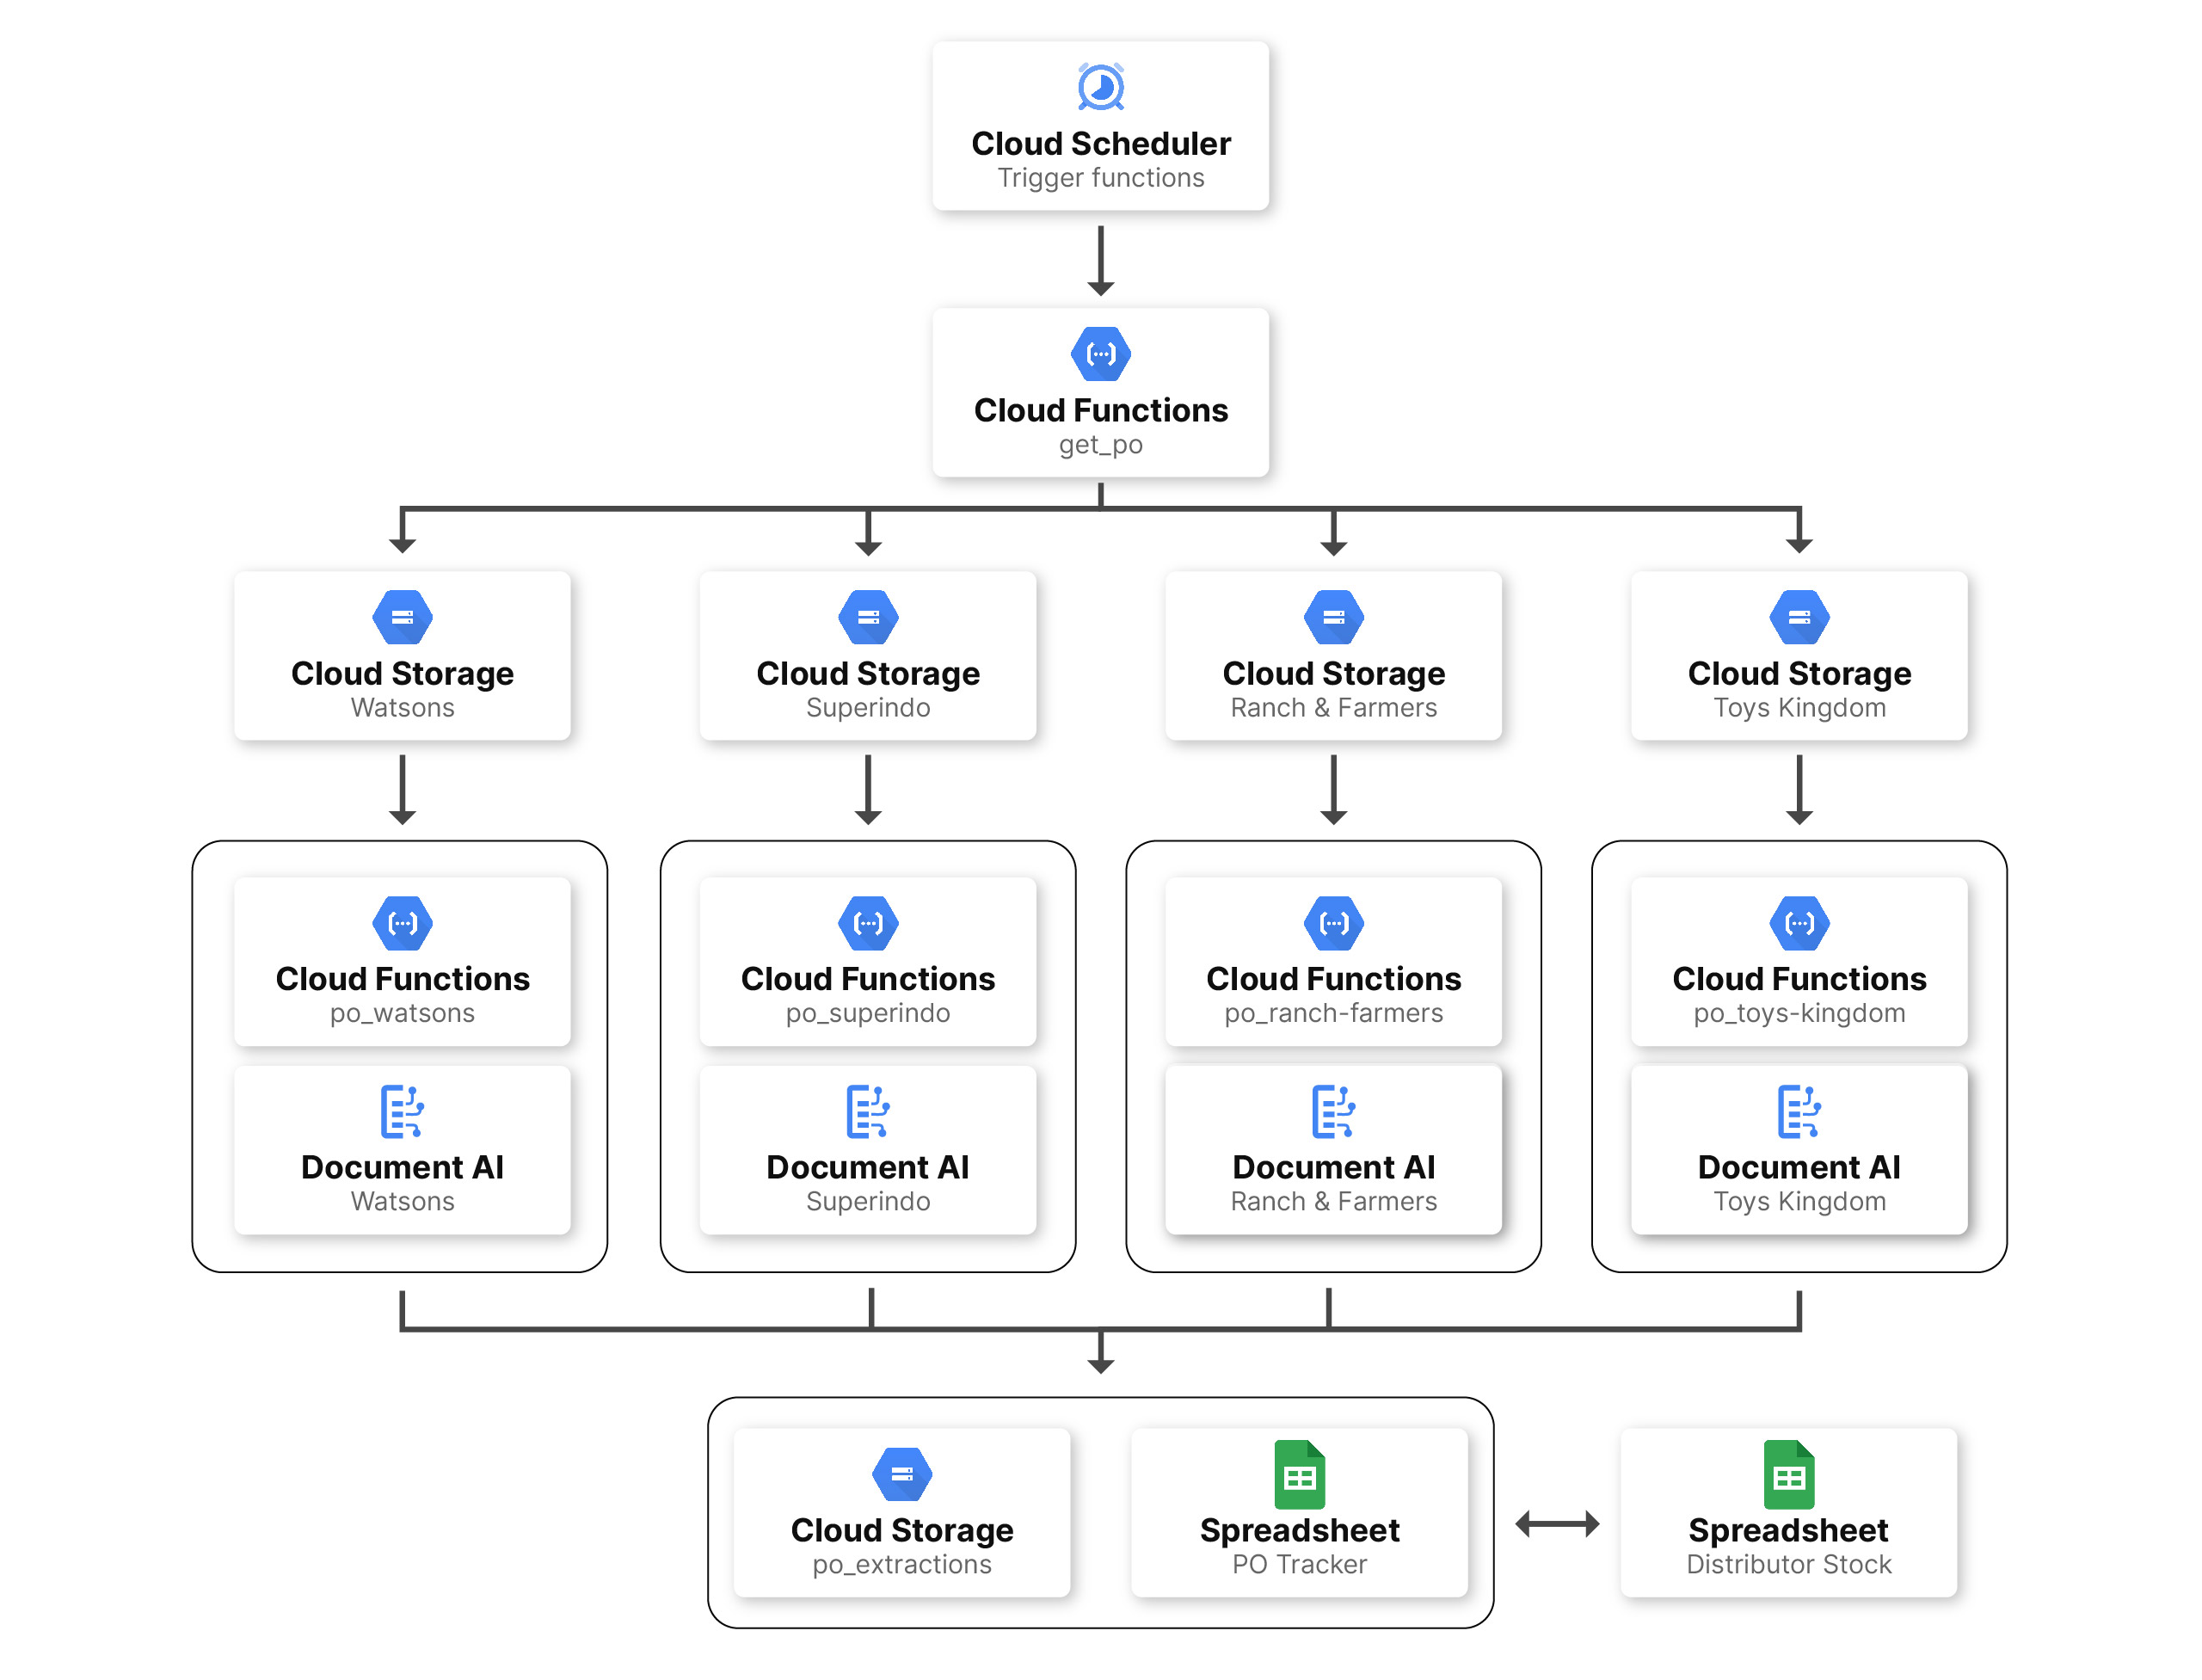 Cloud Scheduler
Trigger functions
Cloud Functions
get_po
Cloud Storage
Watsons
Cloud Storage
Superindo
Cloud Storage
Ranch & Farmers
Cloud Storage
Toys Kingdom
Cloud Functions
po_watsons
Cloud Functions
po_superindo
Cloud Functions
po_ranch-farmers
Cloud Functions
po_toys-kingdom
Document AI
Watsons
Document AI
Superindo
Document AI
Ranch & Farmers
Document AI
Toys Kingdom
Cloud Storage
po_extractions
Spreadsheet
PO Tracker
Spreadsheet
Distributor Stock